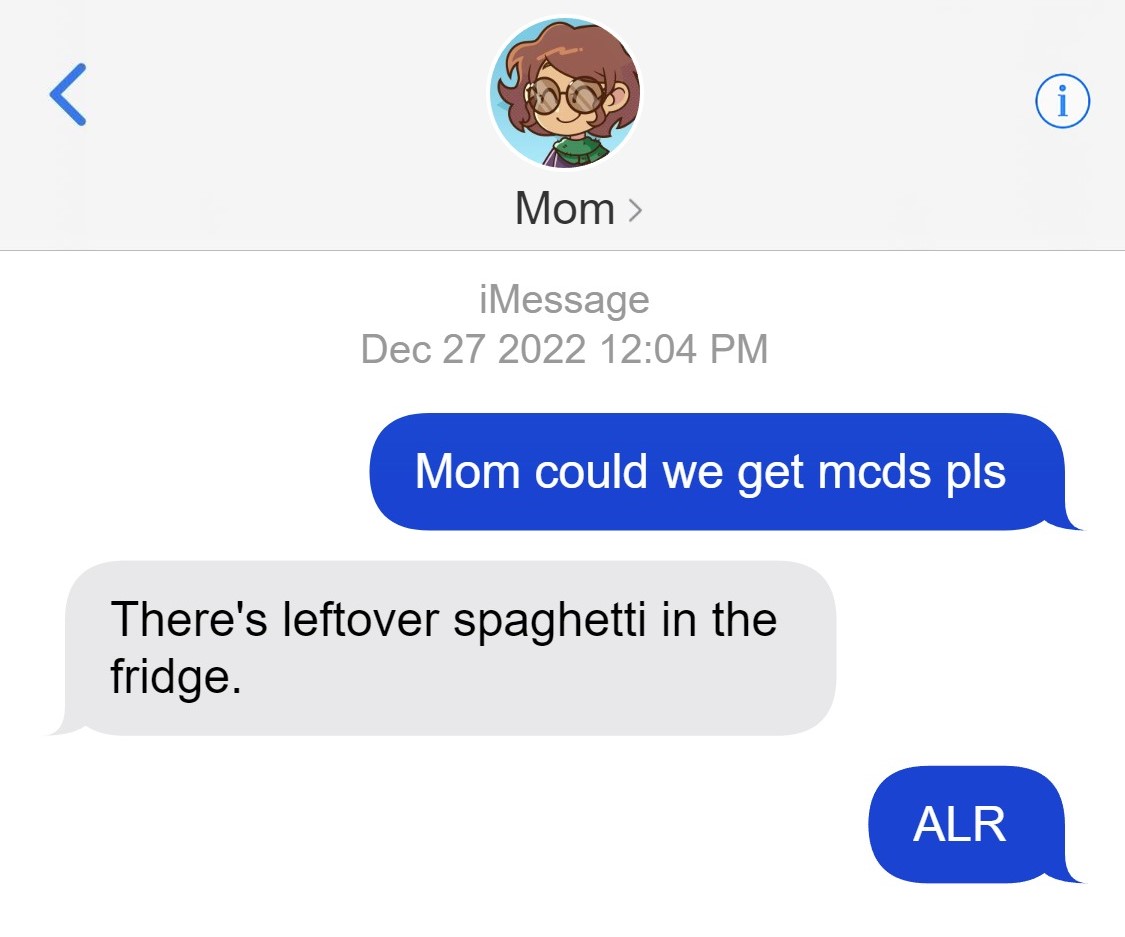 Mom
iMessage
Dec 27 2022 12:04 PM
Mom could we get mcds pls
There's leftover spaghetti in the
fridge.
ALR